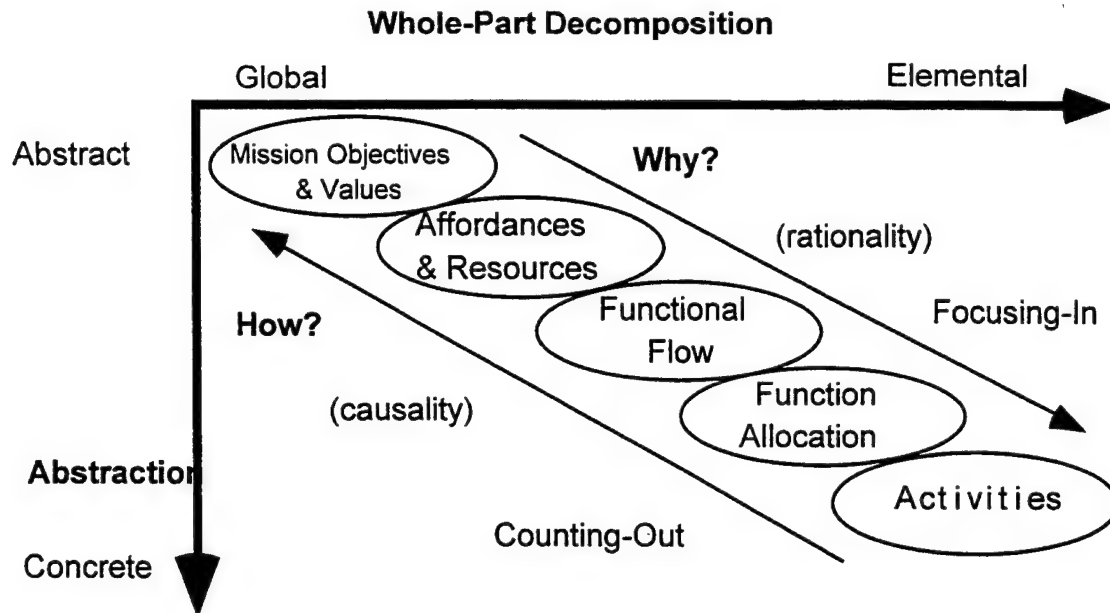 Whole-Part Decomposition
Global
Elemental
Abstract
Mission Objectives
& Values
Why?
Affordances
& Resources
(rationality)
How?
Functional
Flow
Focusing-In
(causality)
Function
Allocation
Abstraction
Activities
Counting-Out
Concrete